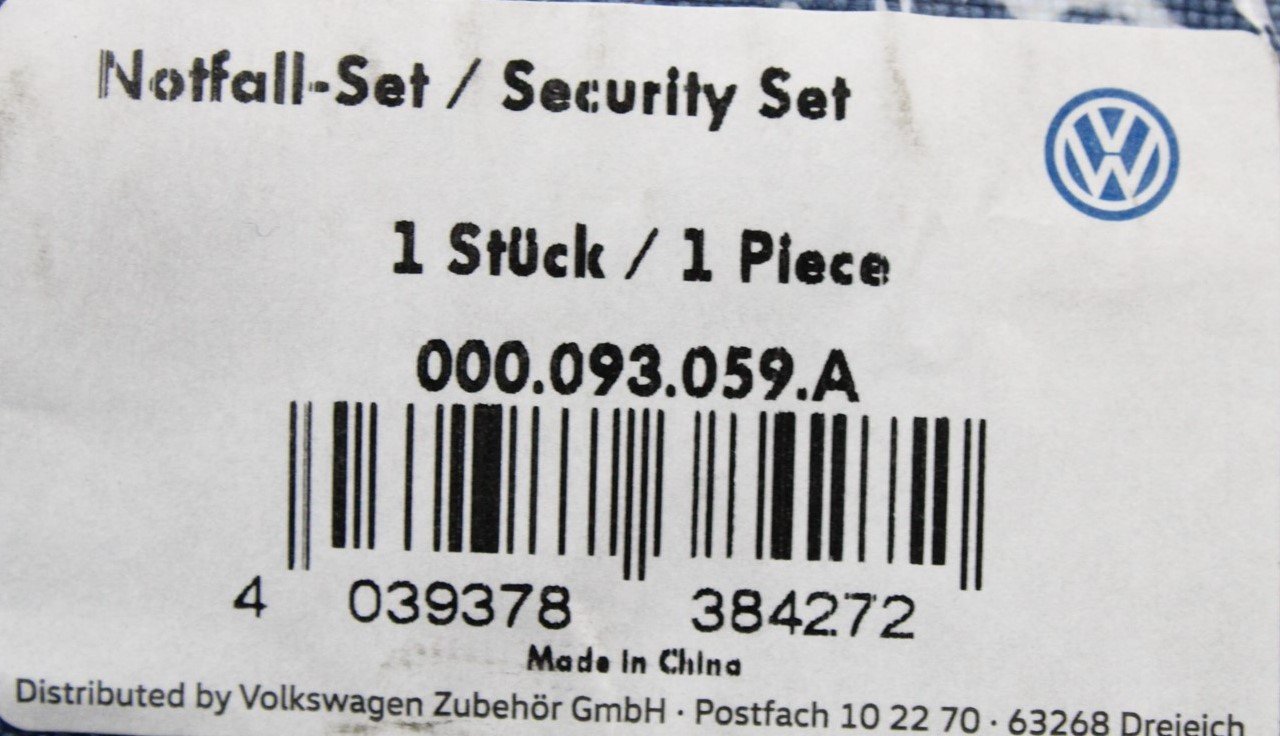 Notfall-Set / Security Set
VW
1 Stück / 1 Piece
000.093.059.A
4 039378 384272
Made in China
Distributed by Volkswagen Zubehör GmbH · Postfach 10 22 70 · 63268 Dreieich